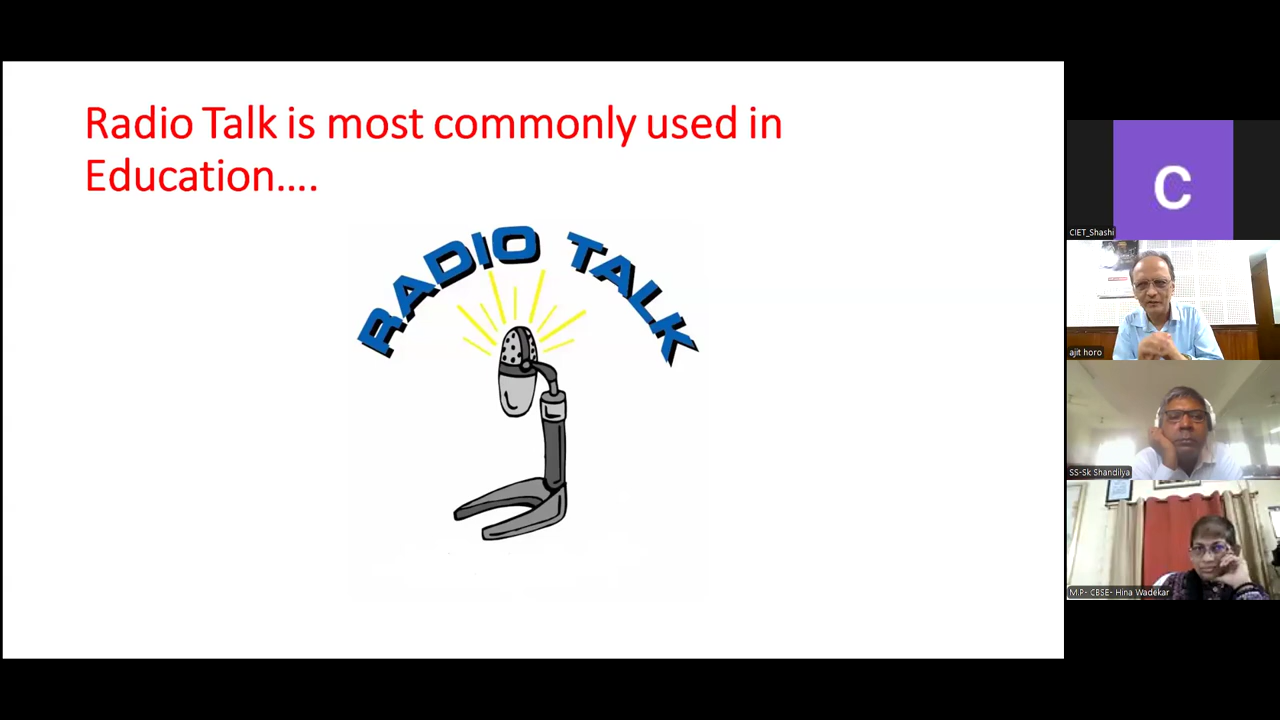 Radio Talk is most commonly used in
Education....
RADIO TALK
C
CIET_Shashi
ajit horo
SS-Sk Shandilya
M.P- CBSE- Hina Wadekar